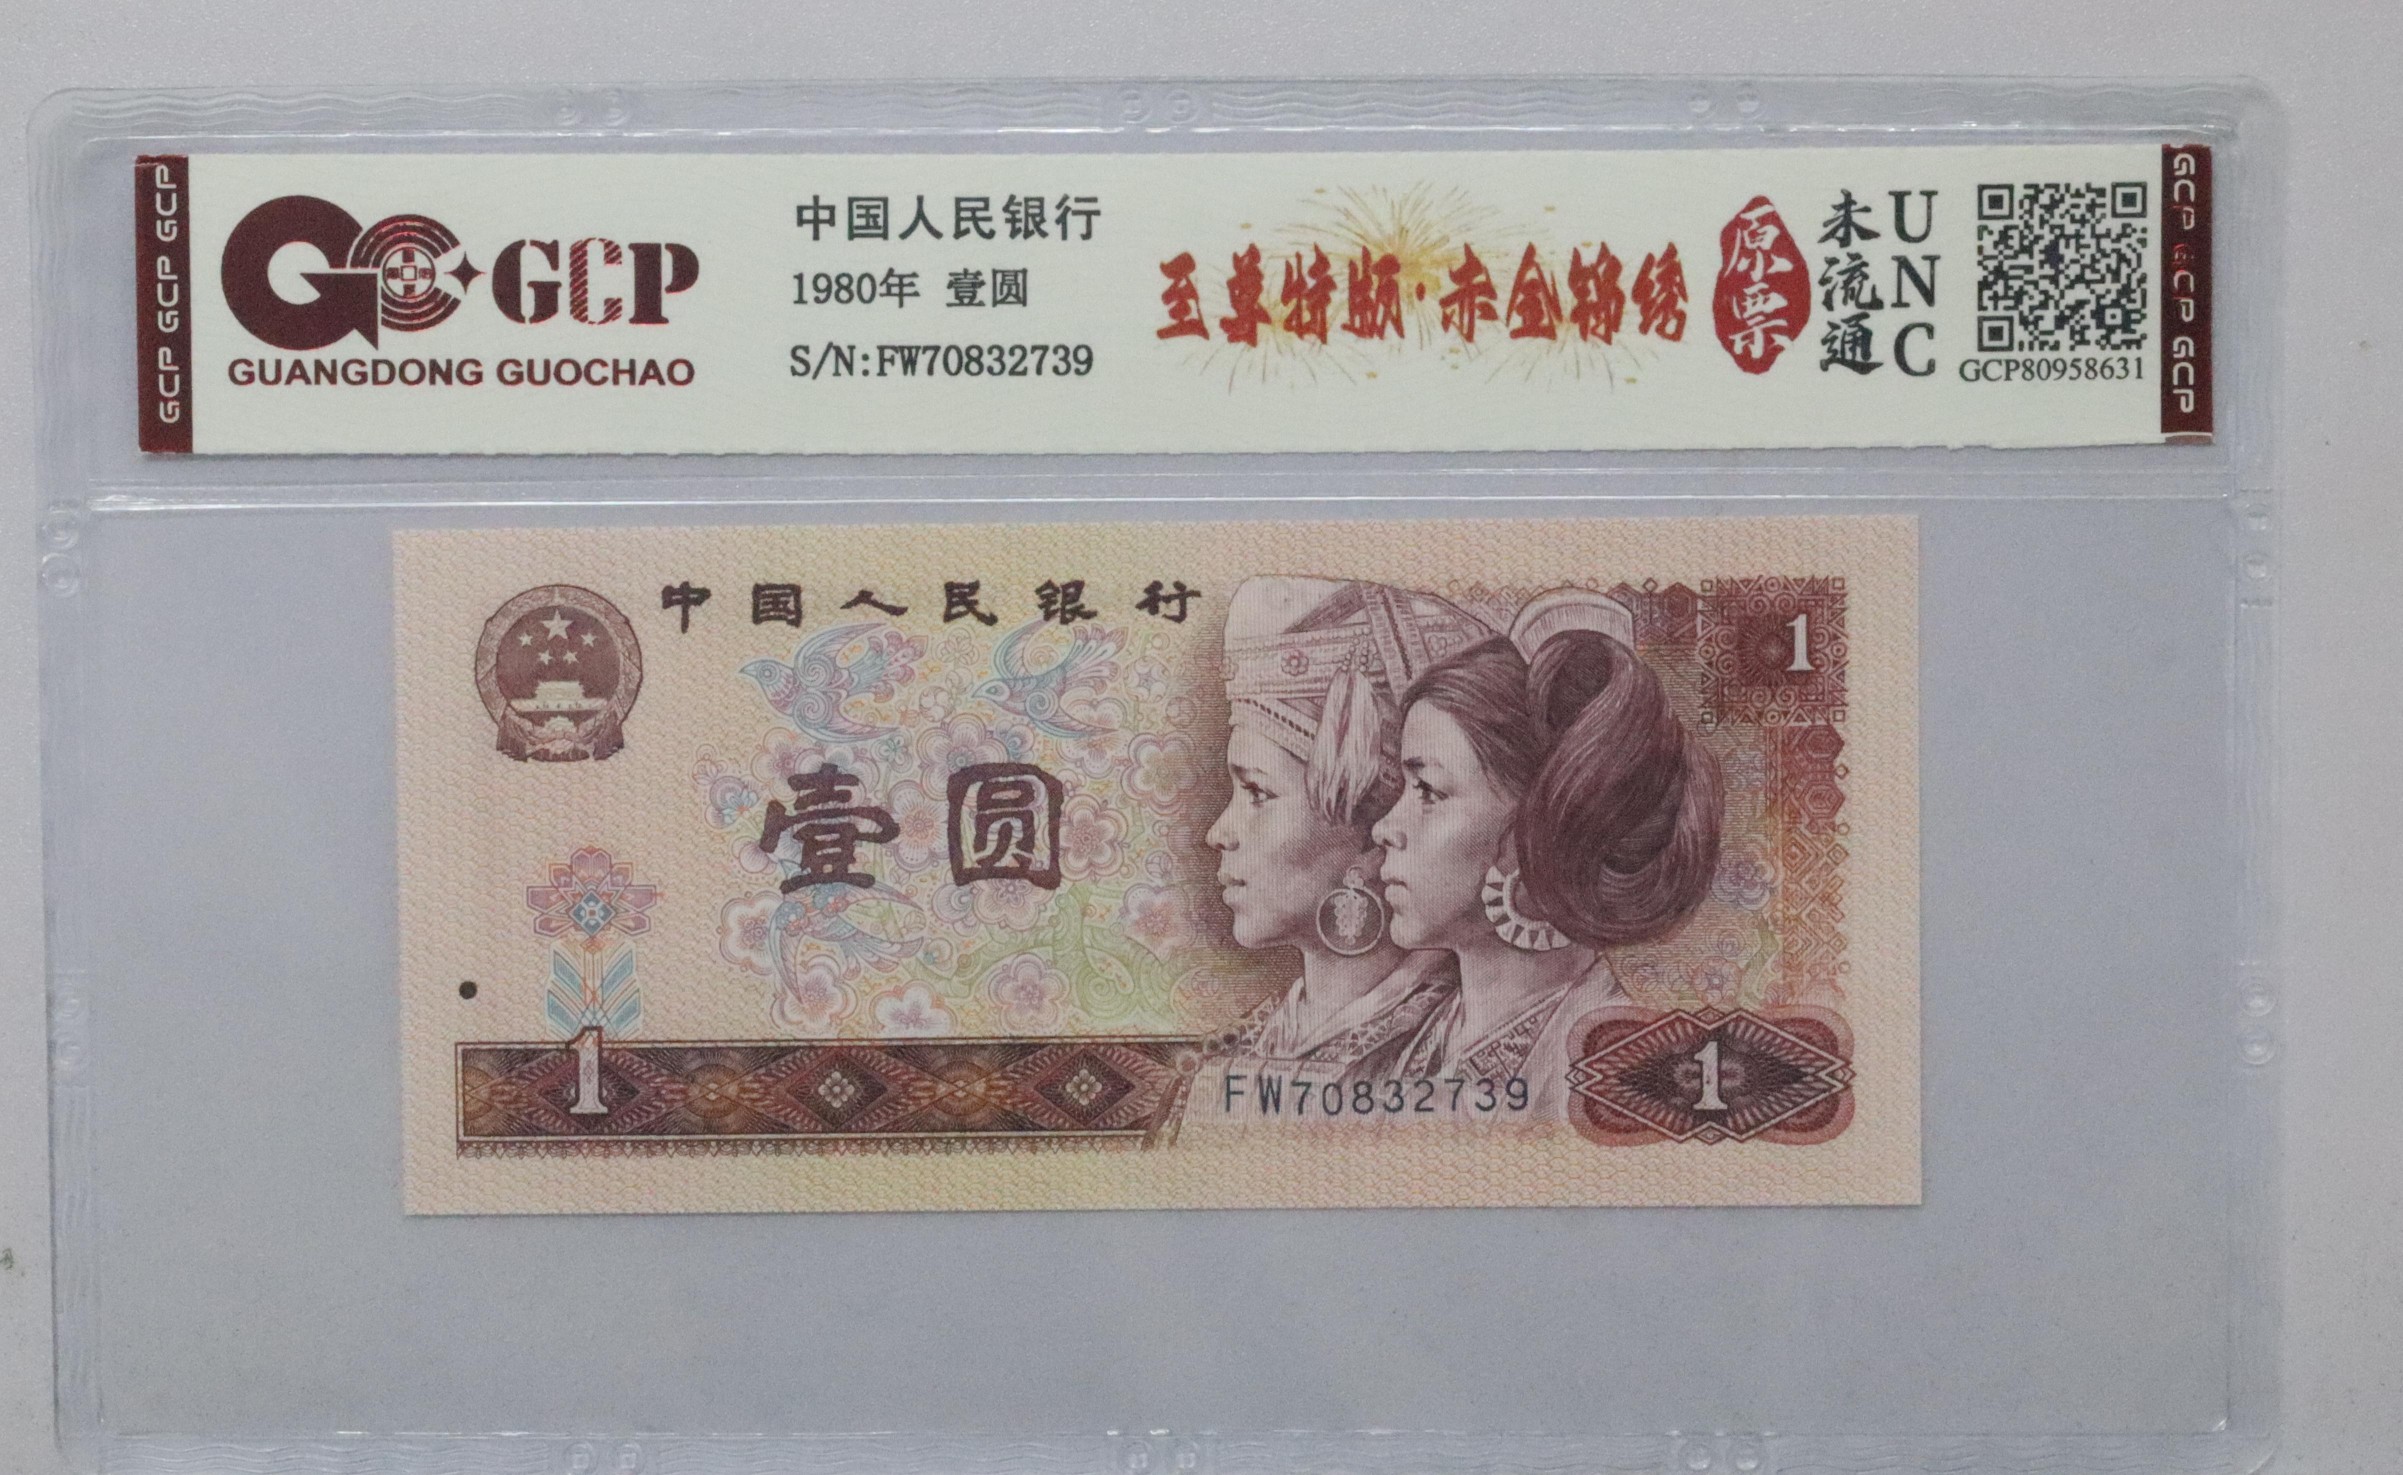 GCP GCP GCP
GCP
GUANGDONG GUOCHAO
中国人民银行
1980年 壹圆
S/N:FW70832739
至尊特版·赤金锦绣
原票
未流通
UNC
GCP80958631
GCP GCP GCP
中国人民银行
1
壹圆
1
FW70832739
1